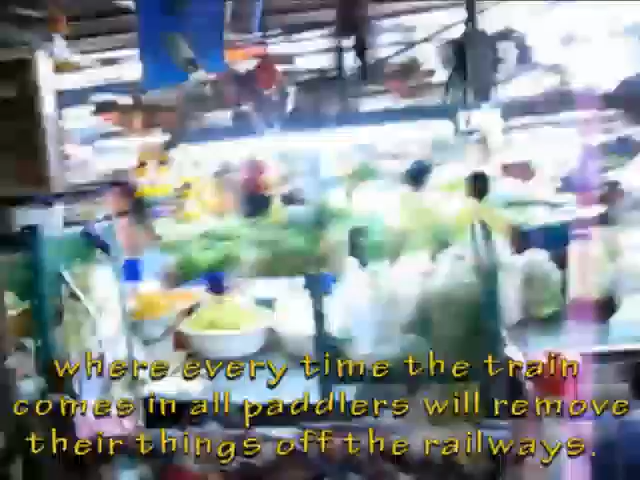 where every time the train
comes in all paddlers will remove
their things off the railways.